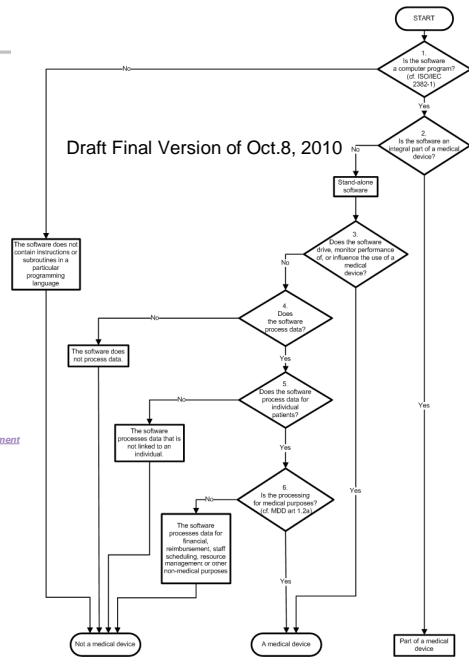 START
1.
Is the software
a computer program?
(cf. ISO/IEC
2382-1)
No
Yes
Draft Final Version of Oct.8, 2010
2.
Is the software an
integral part of a medical
device?
No
Stand-alone
software
3.
Does the software
drive, monitor performance
of, or influence the use of a
medical
device?
The software does not
contain instructions or
subroutines in a
particular
programming
language
No
4.
Does
the software
process data?
No
The software does
not process data.
Yes
5.
Does the software
process data for
individual
patients?
No
Yes
The software
processes data that is
not linked to an
individual.
Yes
ment
6.
Is the processing
for medical purposes?
(cf. MDD art 1.2a)
Yes
No
The software
processes data for
financial,
reimbursement, staff
scheduling, resource
management or other
non-medical purposes
Yes
Not a medical device
A medical device
Part of a medical
device